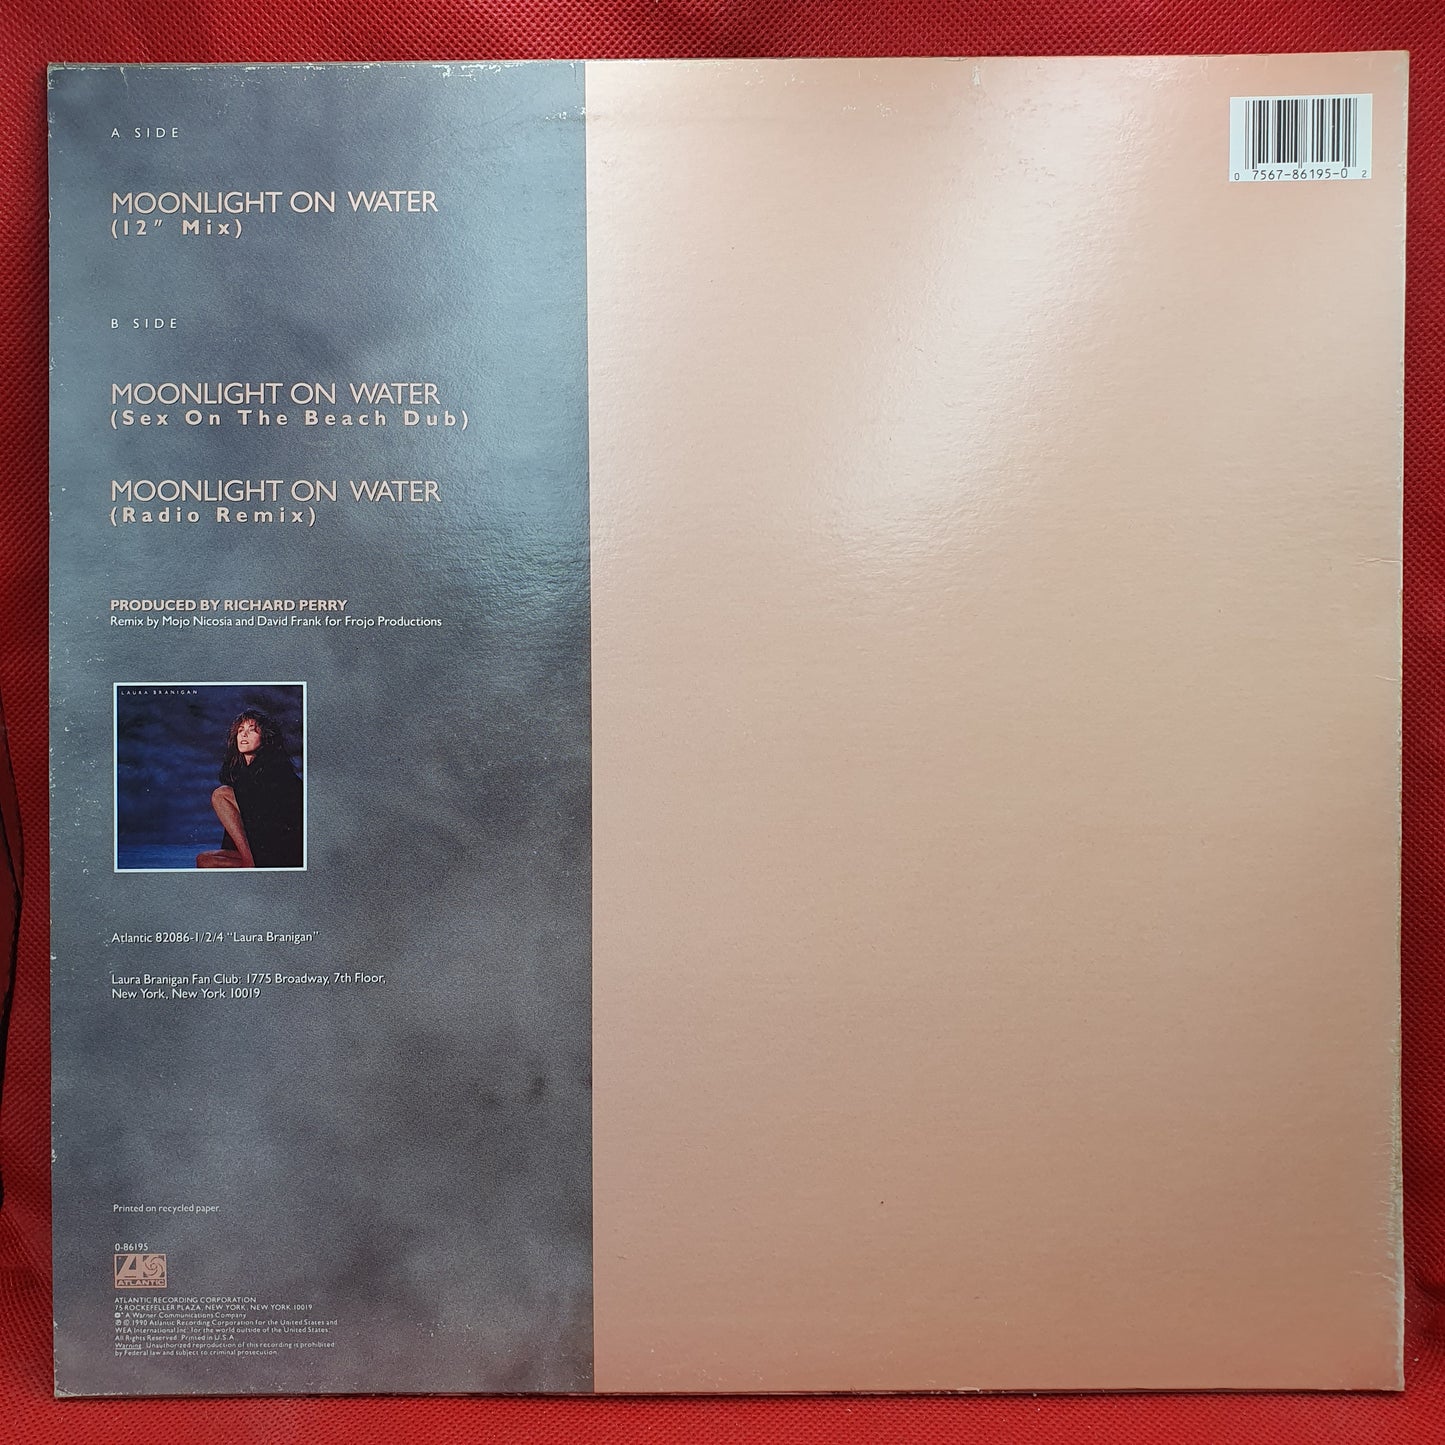 A SIDE
MOONLIGHT ON WATER
(12" Mix)
B SIDE
MOONLIGHT ON WATER
(Sex On The Beach Dub)
MOONLIGHT ON WATER
(Radio Remix)
PRODUCED BY RICHARD PERRY
Remix by Mojo Nicosia and David Frank for Frojo Productions
LAURA BRANIGAN
Atlantic 82086-1/2/4 "Laura Branigan"
Laura Branigan Fan Club: 1775 Broadway, 7th Floor,
New York, New York 10019
Printed on recycled paper.
0-86195
ATLANTIC
ATLANTIC RECORDING CORPORATION
75 ROCKEFELLER PLAZA, NEW YORK, NEW YORK 10019
A Warner Communications Company
℗ © 1990 Atlantic Recording Corporation for the United States and
WEA International Inc. for the world outside of the United States.
All Rights Reserved. Printed in U.S.A.
Warning: Unauthorized reproduction of this recording is prohibited
by Federal law and subject to criminal prosecution.
0 7567-86195-0 2